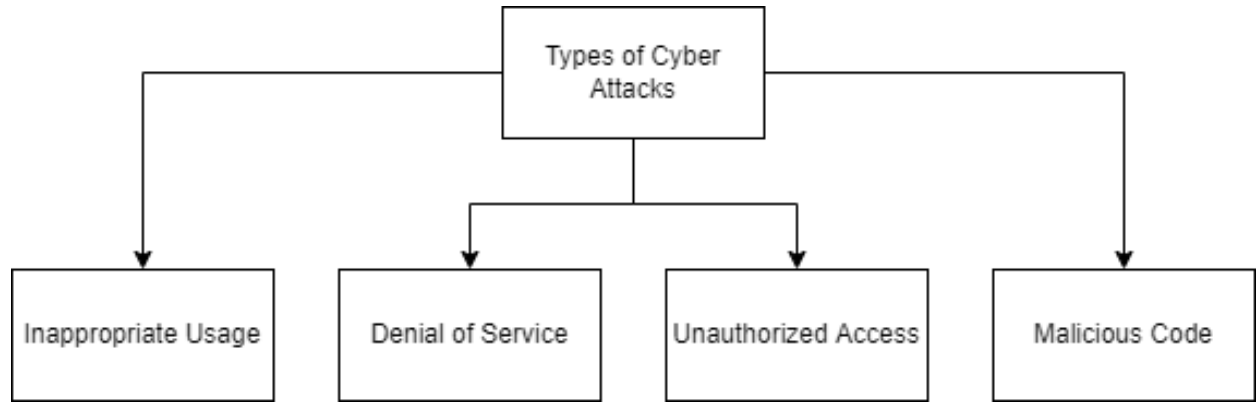 Types of Cyber
Attacks
Inappropriate Usage
Denial of Service
Unauthorized Access
Malicious Code